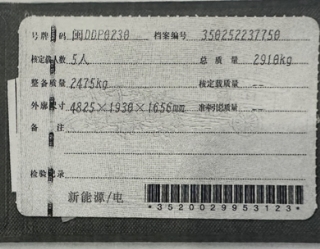 号牌号码 闽DDP0230 档案编号 350252237750
核定载人数 5人 总质量 2910kg
整备质量 2475kg 核定载质量 --
外廓尺寸 4825×1930×1656mm 准牵引总质量 --
备注
检验记录
新能源/电
*3520029953123*